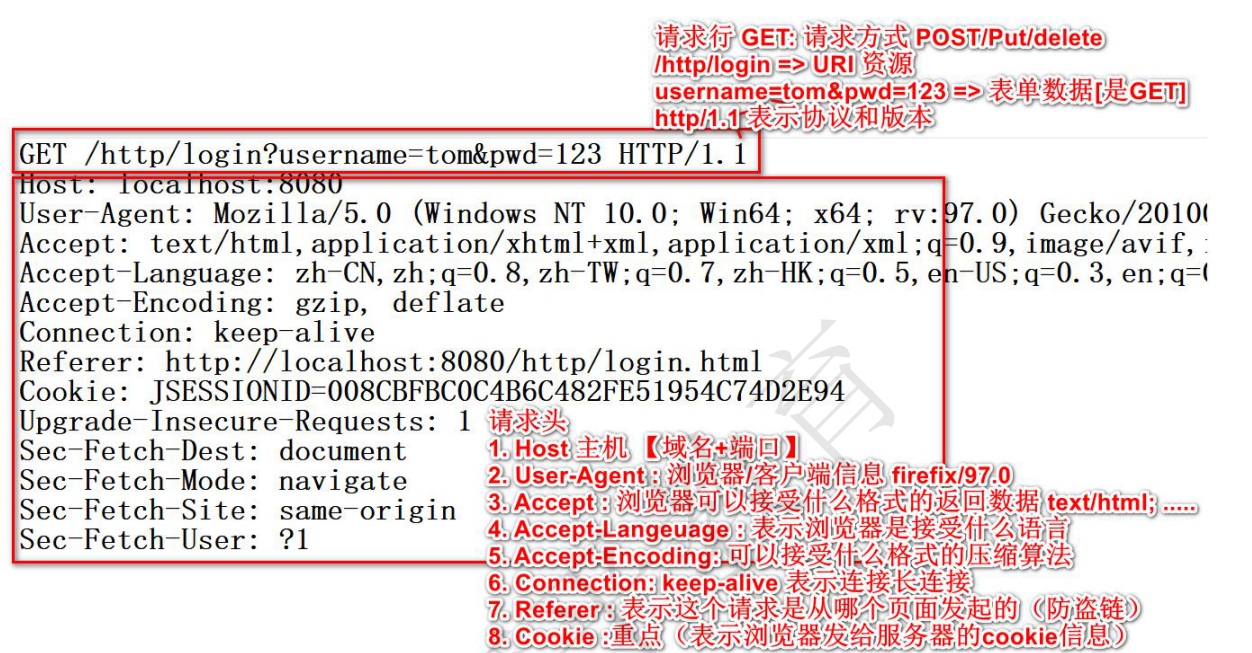 请求行 GET: 请求方式 POST/Put/delete
/http/login => URI 资源
username=tom&pwd=123 => 表单数据[是GET]
http/1.1 表示协议和版本
GET /http/login?username=tom&pwd=123 HTTP/1.1
Host: localhost:8080
User-Agent: Mozilla/5.0 (Windows NT 10.0; Win64; x64; rv:97.0) Gecko/2010
Accept: text/html,application/xhtml+xml,application/xml;q=0.9,image/avif,
Accept-Language: zh-CN,zh;q=0.8,zh-TW;q=0.7,zh-HK;q=0.5,en-US;q=0.3,en;q=
Accept-Encoding: gzip, deflate
Connection: keep-alive
Referer: http://localhost:8080/http/login.html
Cookie: JSESSIONID=008CBFBC0C4B6C482FE51954C74D2E94
Upgrade-Insecure-Requests: 1
Sec-Fetch-Dest: document
Sec-Fetch-Mode: navigate
Sec-Fetch-Site: same-origin
Sec-Fetch-User: ?1
请求头
1. Host 主机 【域名+端口】
2. User-Agent : 浏览器/客户端信息 firefix/97.0
3. Accept : 浏览器可以接受什么格式的返回数据 text/html; .....
4. Accept-Langeuage : 表示浏览器是接受什么语言
5. Accept-Encoding: 可以接受什么格式的压缩算法
6. Connection: keep-alive 表示连接长连接
7. Referer : 表示这个请求是从哪个页面发起的（防盗链）
8. Cookie :重点（表示浏览器发给服务器的cookie信息）
育